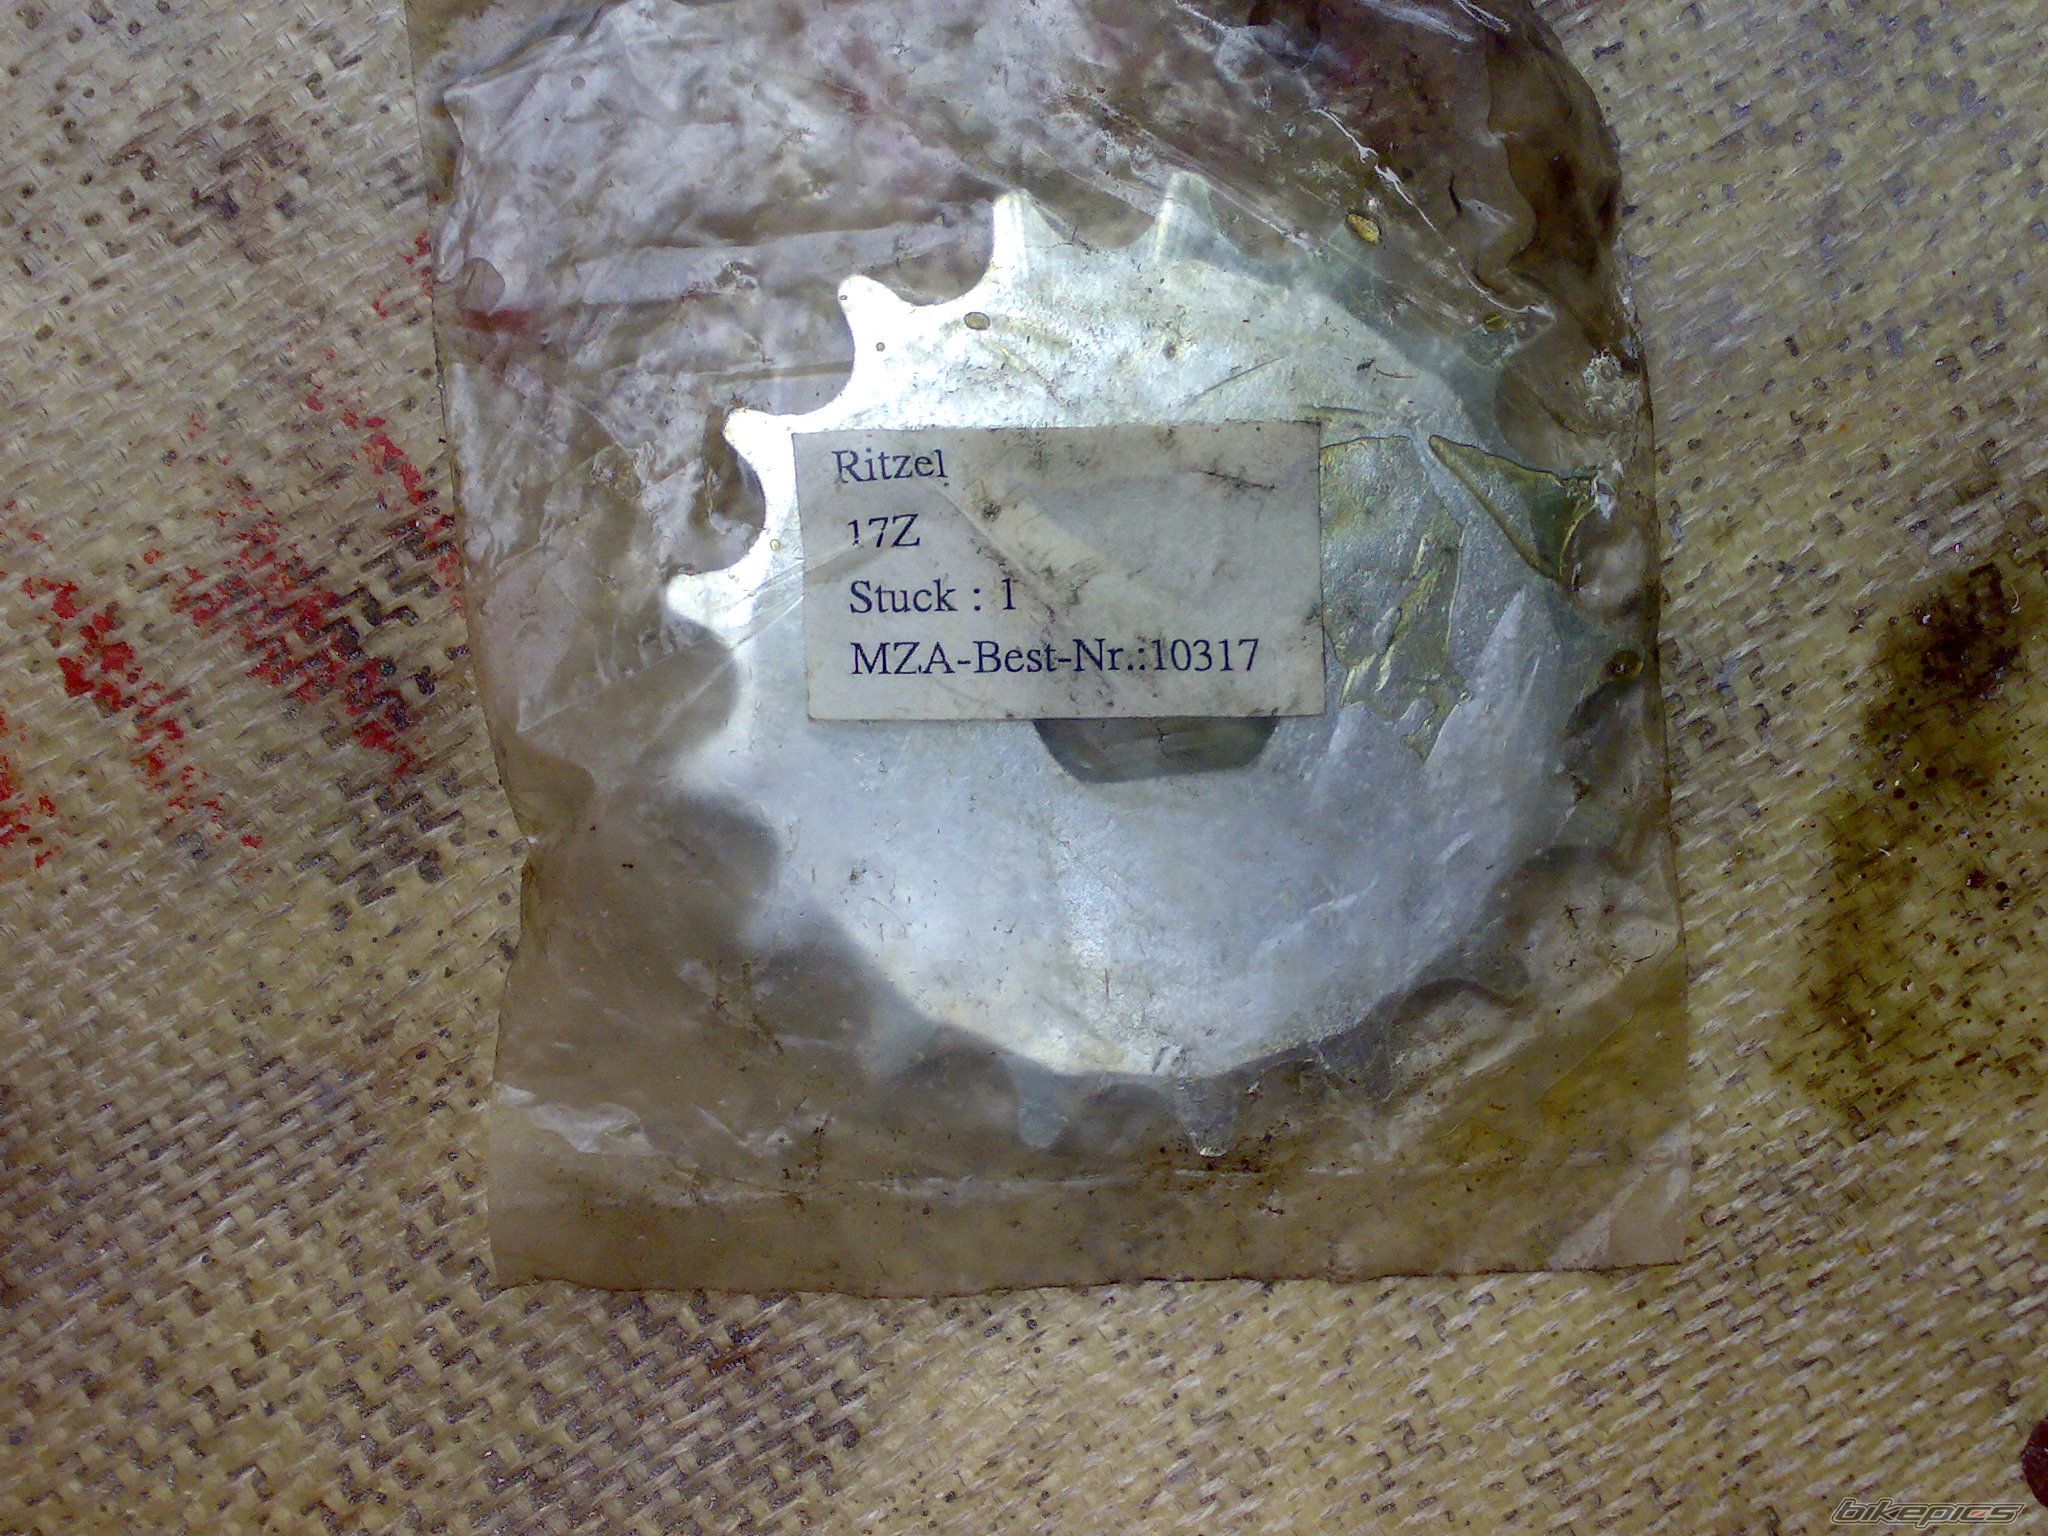 Ritzel
17Z
Stuck : 1
MZA-Best-Nr.:10317
bikepics